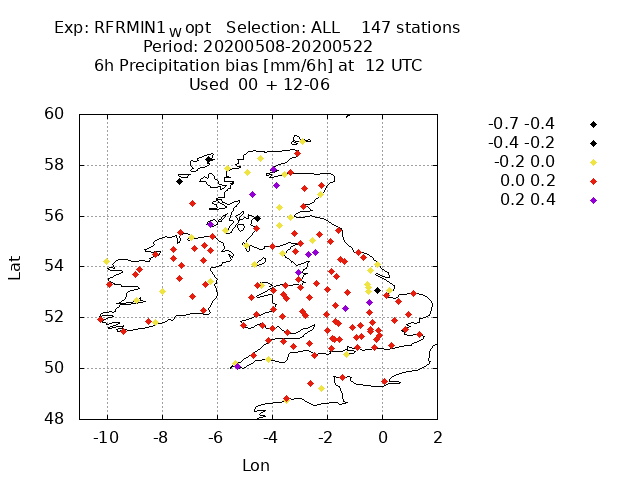 Exp: RFRMIN1_W opt Selection: ALL 147 stations
Period: 20200508-20200522
6h Precipitation bias [mm/6h] at 12 UTC
Used 00 + 12-06
-0.7 -0.4
-0.4 -0.2
-0.2 0.0
0.0 0.2
0.2 0.4
Lat
60
58
56
54
52
50
48
-10 -8 -6 -4 -2 0 2
Lon